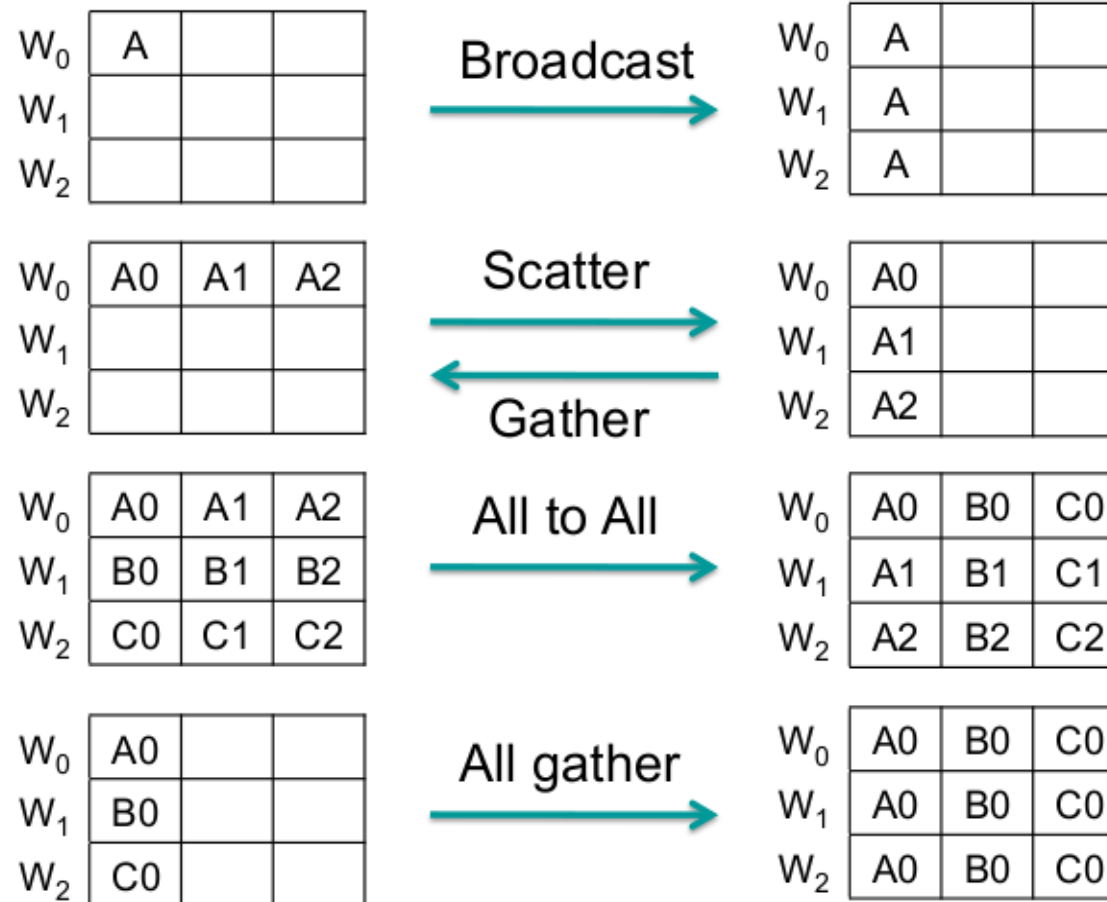 W0 A Broadcast W0 A
W1 W1 A
W2 W2 A
W0 A0 A1 A2 Scatter W0 A0
W1 W1 A1
W2 Gather W2 A2
W0 A0 A1 A2 All to All W0 A0 B0 C0
W1 B0 B1 B2 W1 A1 B1 C1
W2 C0 C1 C2 W2 A2 B2 C2
W0 A0 All gather W0 A0 B0 C0
W1 B0 W1 A0 B0 C0
W2 C0 W2 A0 B0 C0